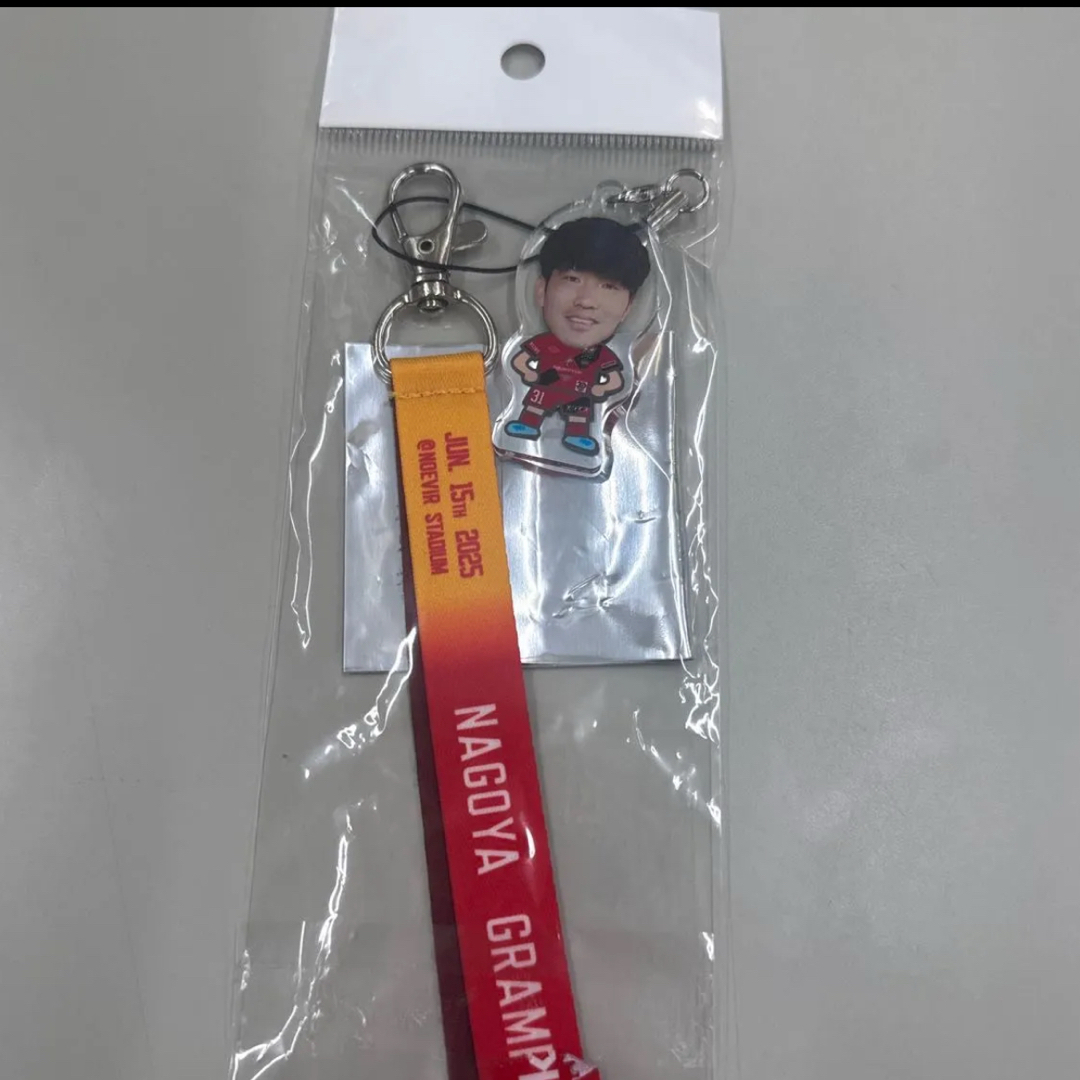 JUN. 15TH 2025
@NOEVIR STADIUM
NAGOYA GRAMP
31